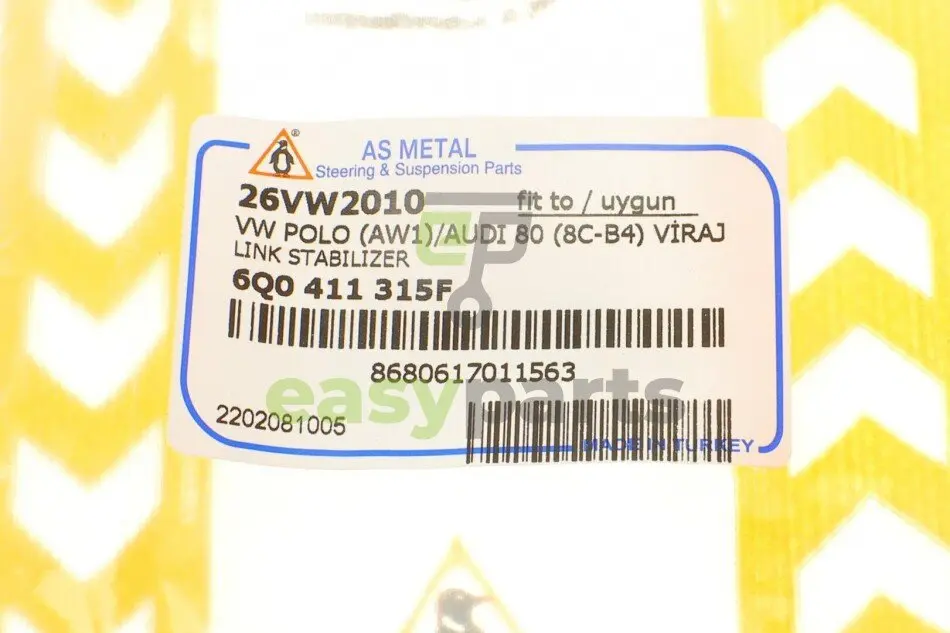 ®
AS METAL
Steering & Suspension Parts
26VW2010 fit to / uygun
VW POLO (AW1)/AUDI 80 (8C-B4) VİRAJ
LINK STABILIZER
6Q0 411 315F
8680617011563
easyparts
2202081005
MADE IN TURKEY